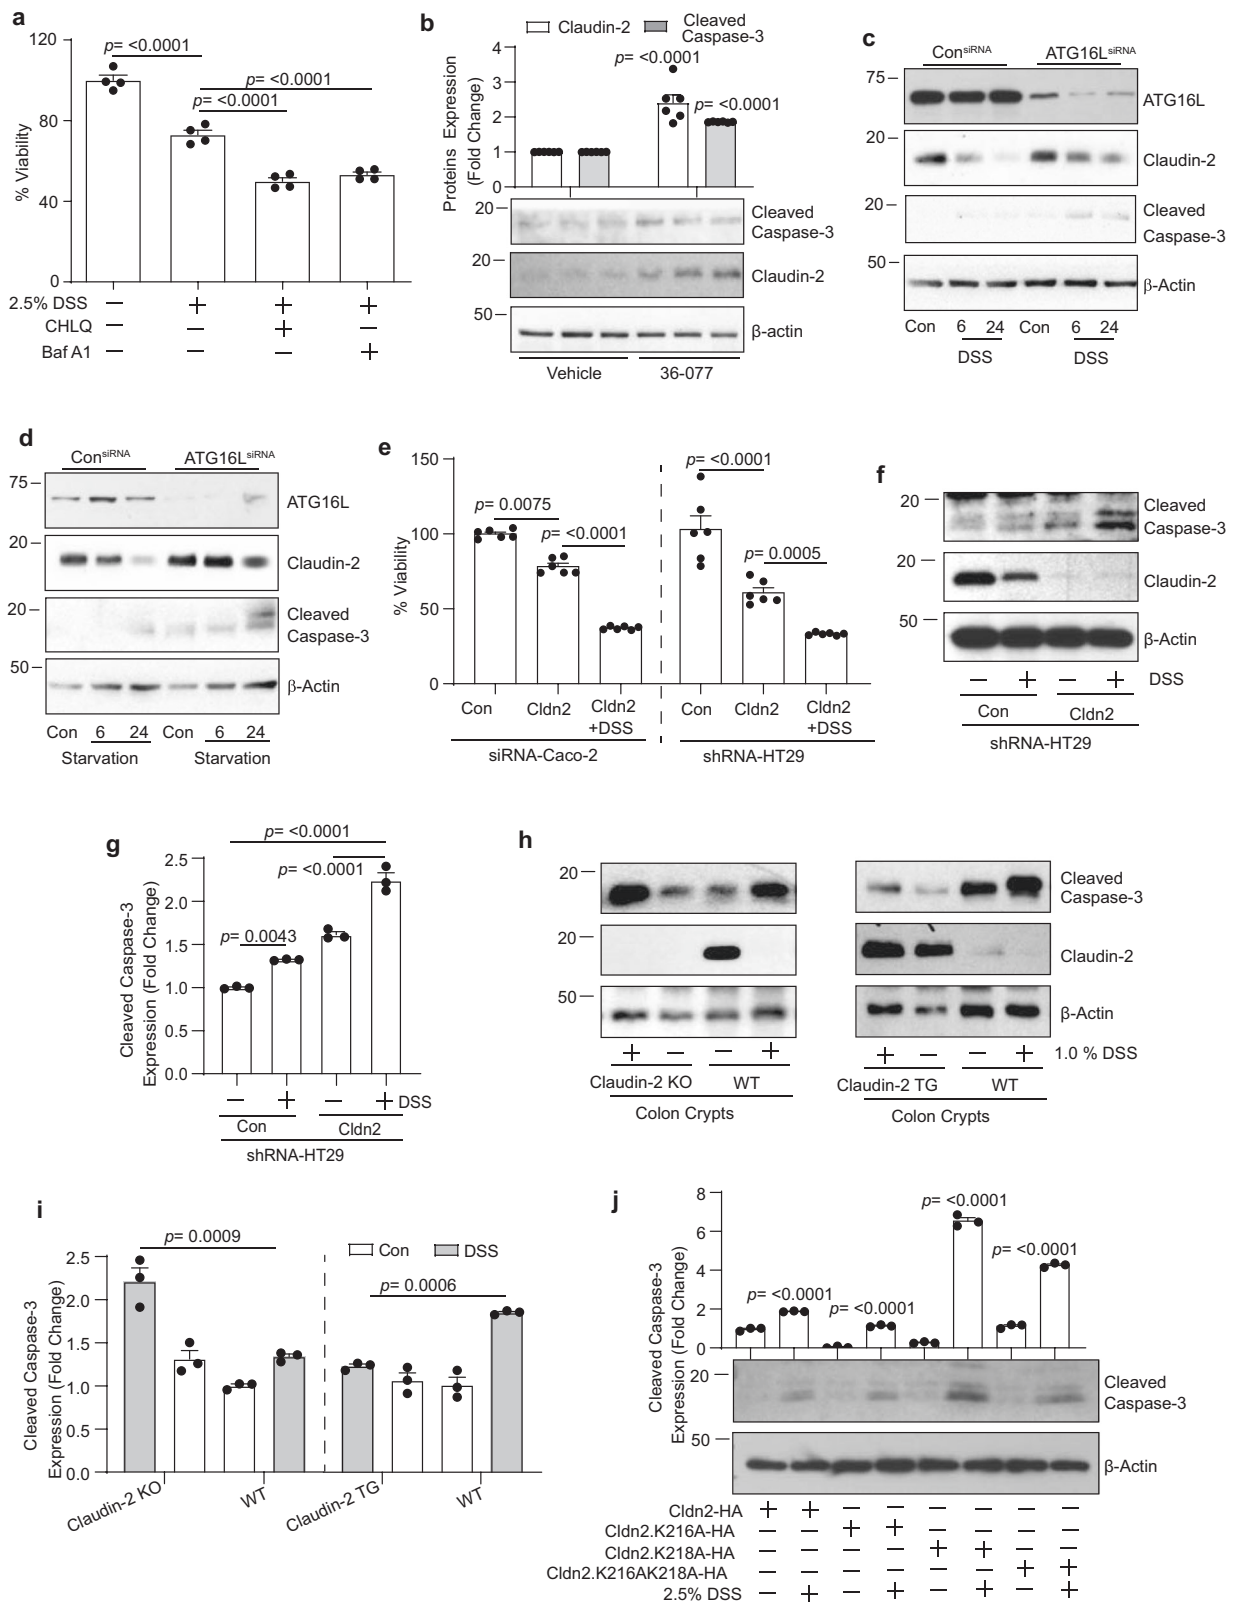 a
120
80
40
0
% Viability
p= <0.0001
p= <0.0001
p= <0.0001
2.5% DSS − + + +
CHLQ − − + −
Baf A1 − − − +
b
Claudin-2
Cleaved
Caspase-3
4
3
2
1
0
Proteins Expression
(Fold Change)
p= <0.0001
p= <0.0001
20
Cleaved
Caspase-3
20
Claudin-2
50
β-actin
Vehicle 36-077
c
ConsiRNA ATG16LsiRNA
75
ATG16L
20
Claudin-2
20
Cleaved
Caspase-3
50
β-Actin
Con 6 24 Con 6 24
DSS DSS
d
ConsiRNA ATG16LsiRNA
75
ATG16L
20
Claudin-2
20
Cleaved
Caspase-3
50
β-Actin
Con 6 24 Con 6 24
Starvation Starvation
e
150
100
50
0
% Viability
p= 0.0075
p= <0.0001
p= <0.0001
p= 0.0005
Con Cldn2 Cldn2 Con Cldn2 Cldn2
+DSS +DSS
siRNA-Caco-2 shRNA-HT29
f
20
Cleaved
Caspase-3
20
Claudin-2
50
β-Actin
− + − + DSS
Con Cldn2
shRNA-HT29
g
2.5
2.0
1.5
1.0
0.5
0.0
Cleaved Caspase-3
Expression (Fold Change)
p= <0.0001
p= <0.0001
p= 0.0043
− + − + DSS
Con Cldn2
shRNA-HT29
h
20
20
50
Cleaved
Caspase-3
Claudin-2
β-Actin
+ − − + + − − + 1.0 % DSS
Claudin-2 KO WT Claudin-2 TG WT
Colon Crypts Colon Crypts
i
Con DSS
2.5
2.0
1.5
1.0
0.5
0.0
Cleaved Caspase-3
Expression (Fold Change)
p= 0.0009
p= 0.0006
Claudin-2 KO WT Claudin-2 TG WT
j
8
6
4
2
0
Cleaved Caspase-3
Expression (Fold Change)
p= <0.0001
p= <0.0001
p= <0.0001
p= <0.0001
20
Cleaved
Caspase-3
50
β-Actin
Cldn2-HA + + − − − − − −
Cldn2.K216A-HA − − + + − − − −
Cldn2.K218A-HA − − − − + + − −
Cldn2.K216AK218A-HA − − − − − − + +
2.5% DSS − + − + − + − +